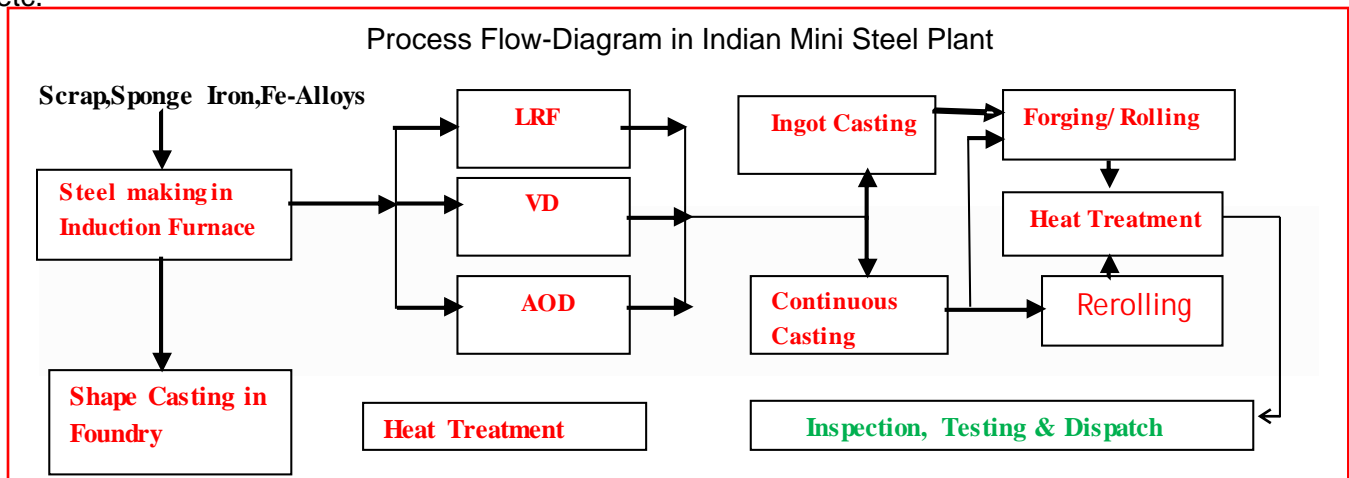 etc.
Process Flow-Diagram in Indian Mini Steel Plant
Scrap,Sponge Iron,Fe-Alloys
Steel making in
Induction Furnace
Shape Casting in
Foundry
LRF
VD
AOD
Heat Treatment
Ingot Casting
Continuous
Casting
Forging/ Rolling
Heat Treatment
Rerolling
Inspection, Testing & Dispatch